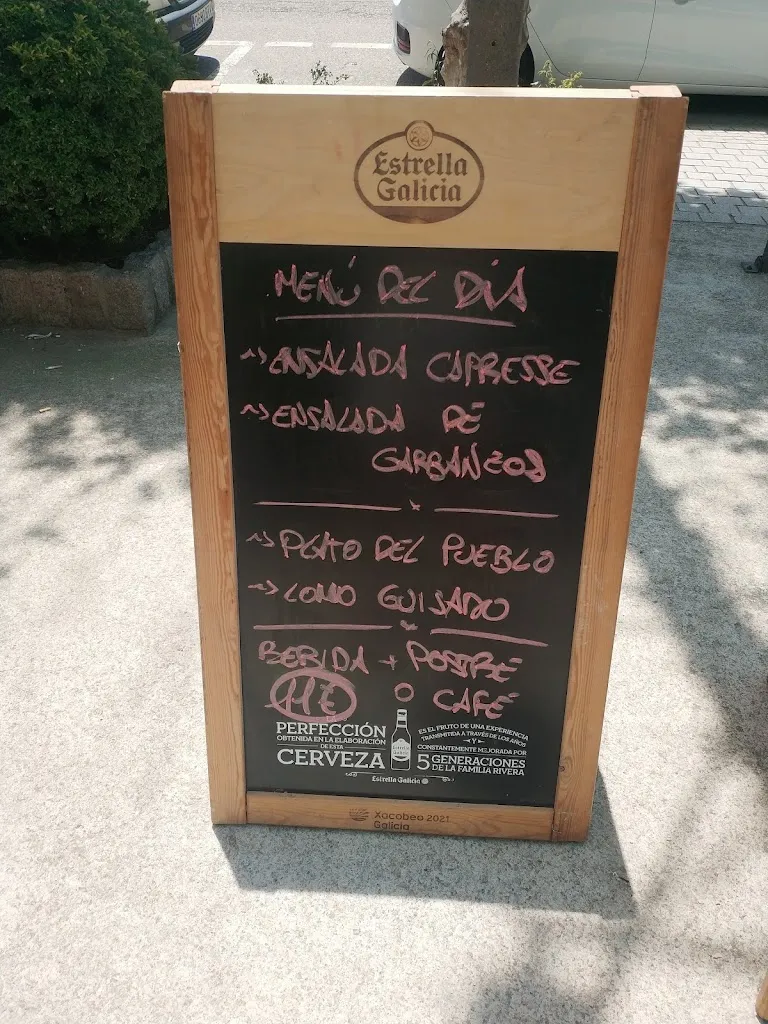 Estrella
Galicia
MENÚ DEL DÍA
~> ENSALADA CAPRESSE
~> ENSALADA DE
GARBANZOS
~> PLATO DEL PUEBLO
~> LOMO GUISADO
BEBIDA + POSTRE
11€ O CAFÉ
PERFECCIÓN
OBTENIDA EN LA ELABORACIÓN
DE ESTA
CERVEZA
Estrella
Galicia
ES EL FRUTO DE UNA EXPERIENCIA
TRANSMITIDA A TRAVÉS DE LOS AÑOS
Y
CONSTANTEMENTE MEJORADA POR
5 GENERACIONES
DE LA FAMILIA RIVERA
Estrella Galicia
Xacobeo 2021
Galicia